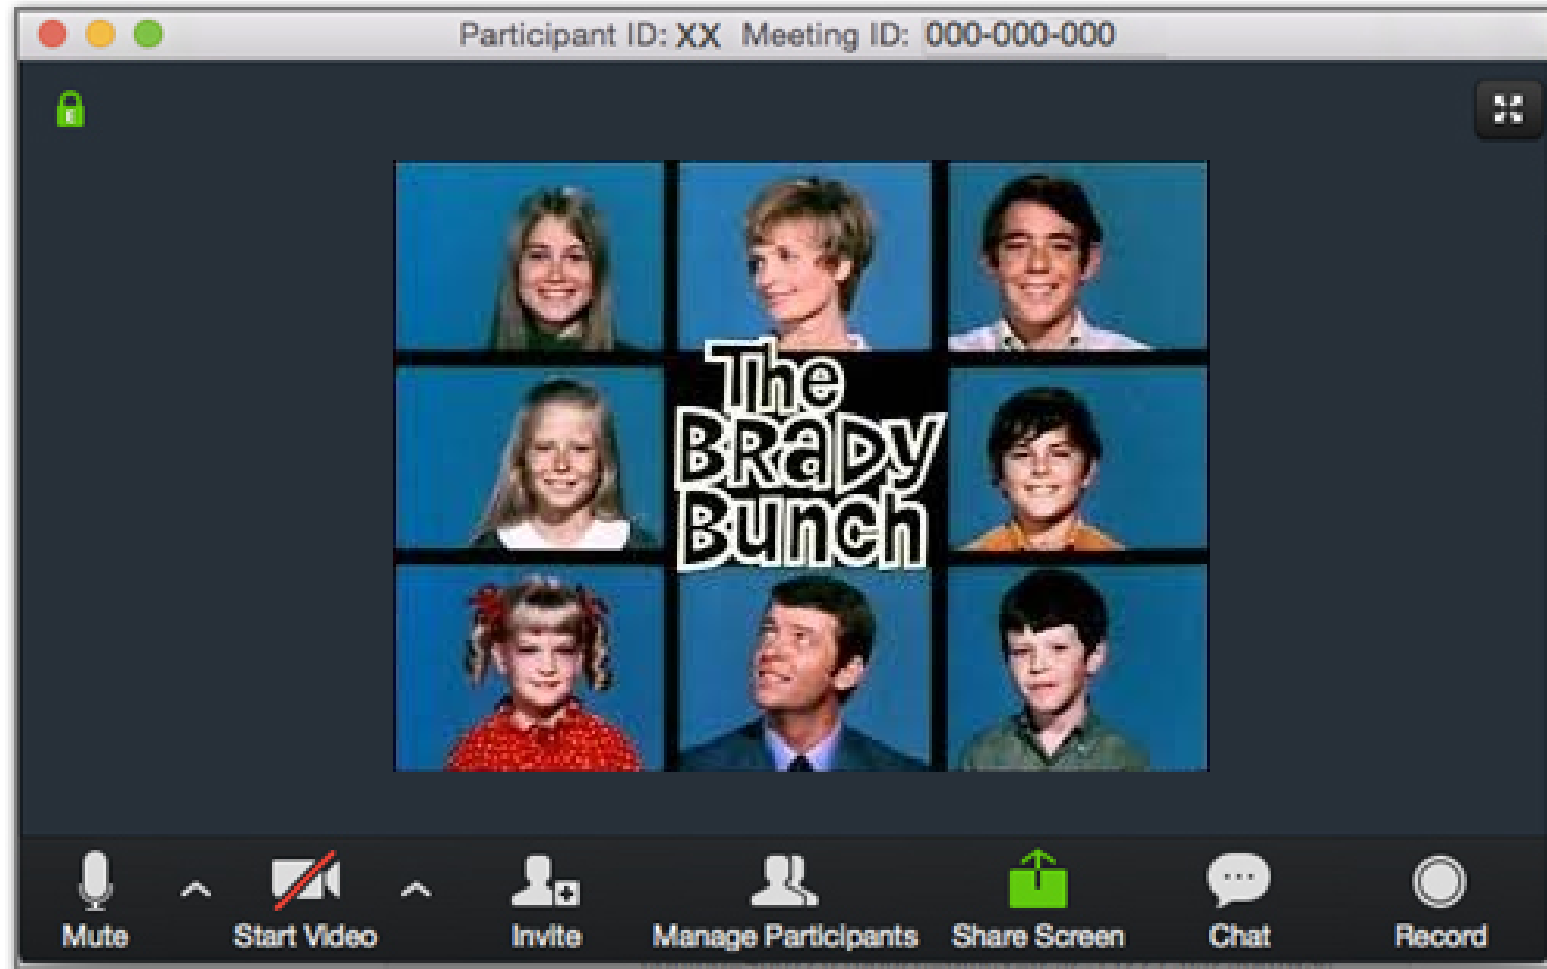 Participant ID: XX Meeting ID: 000-000-000
E
The
BRaDy
Bunch
Mute
Start Video
Invite
Manage Participants
Share Screen
Chat
Record